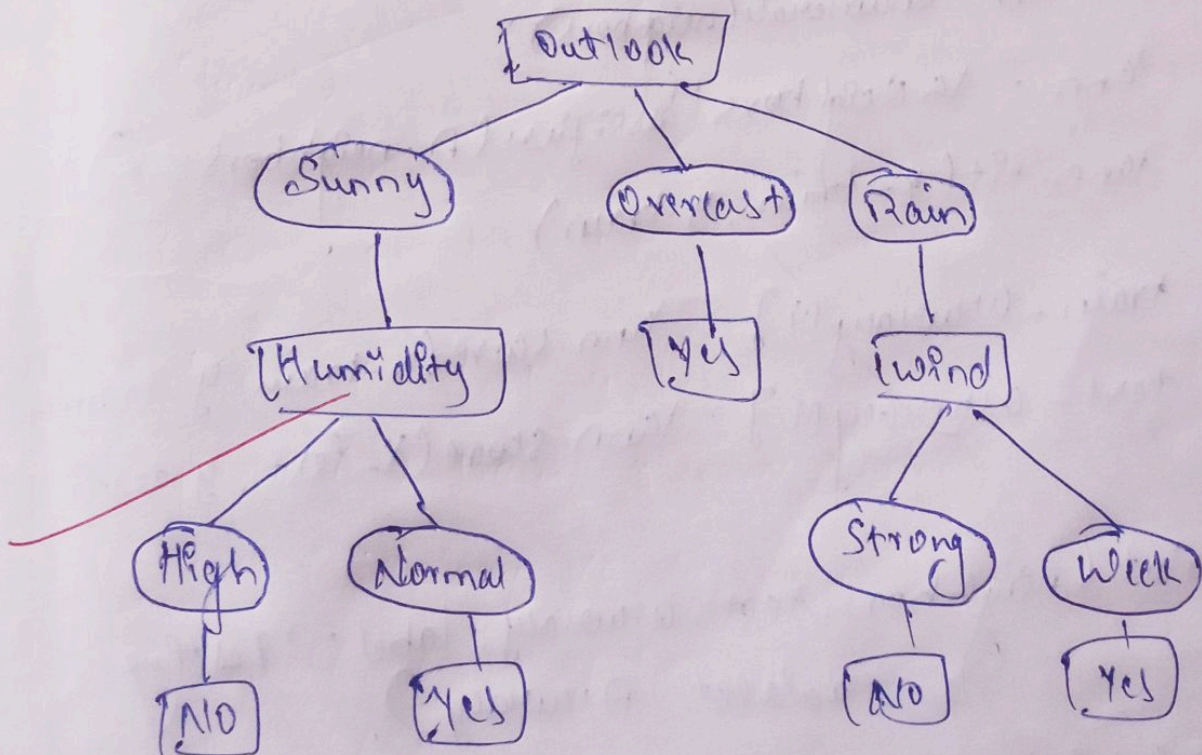 Outlook
Sunny Overcast Rain
Humidity Yes Wind
High Normal Strong Week
No Yes No Yes